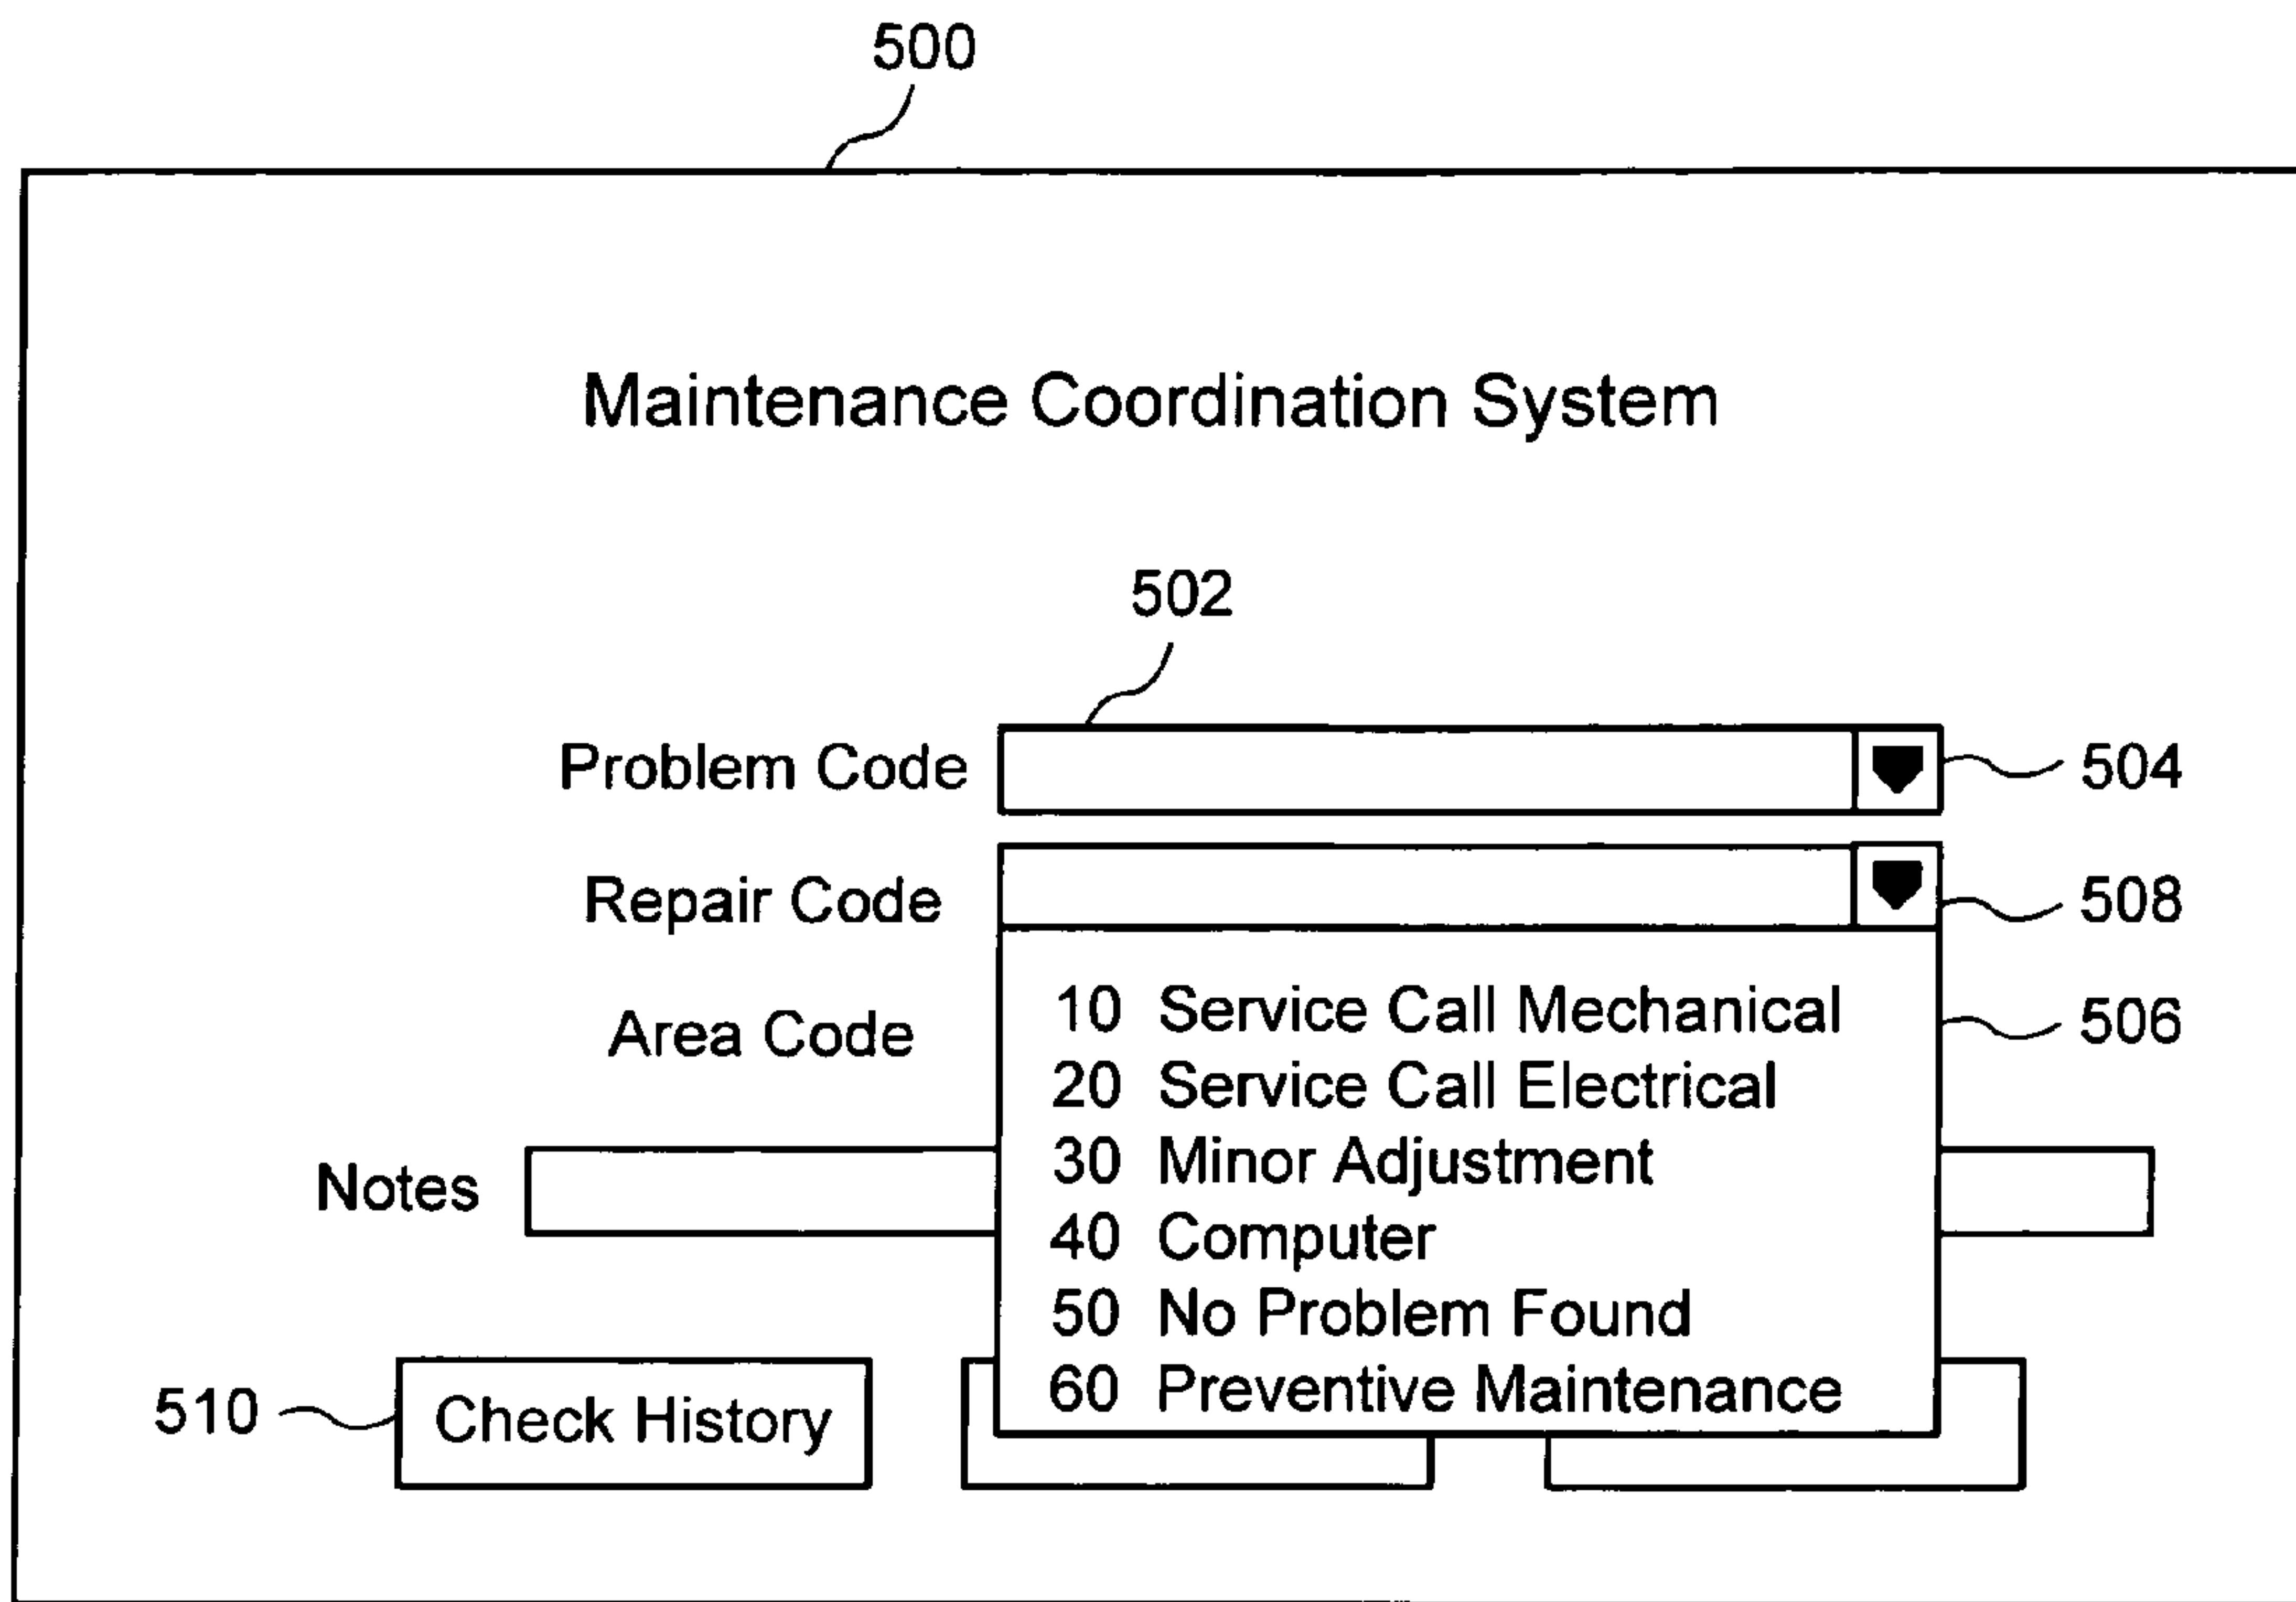 500
Maintenance Coordination System
502
Problem Code 504
Repair Code 508
10 Service Call Mechanical 506
Area Code
20 Service Call Electrical
30 Minor Adjustment
Notes
40 Computer
50 No Problem Found
60 Preventive Maintenance
510 Check History